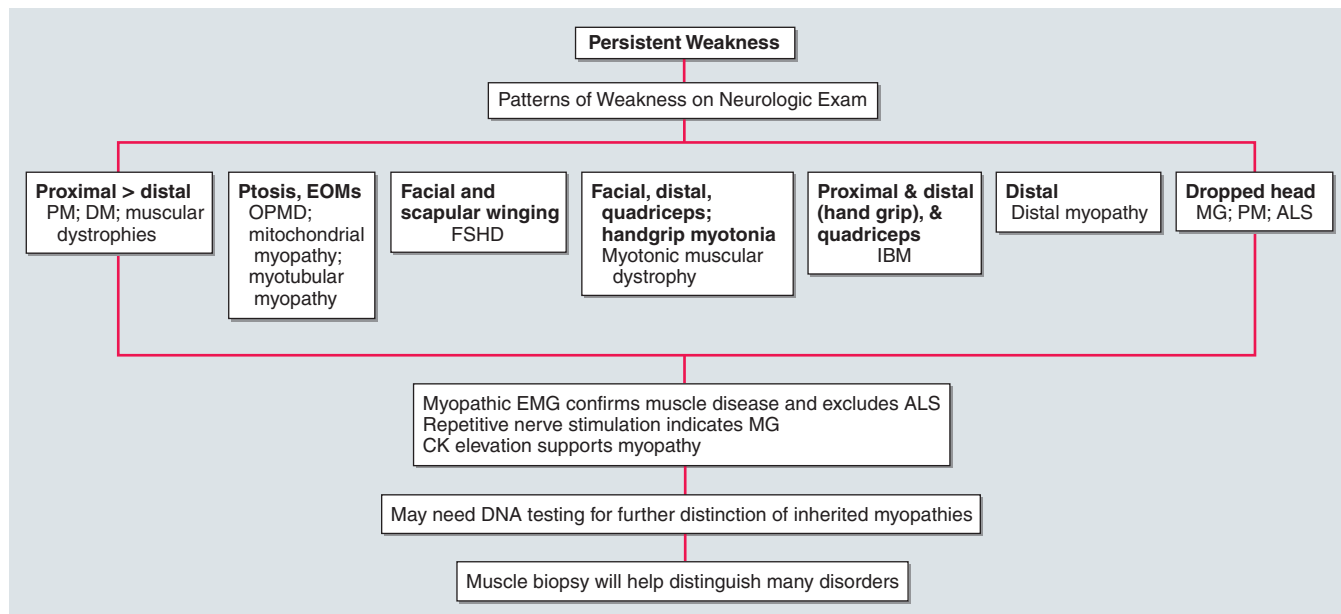 Persistent Weakness
Patterns of Weakness on Neurologic Exam
Proximal > distal
PM; DM; muscular
dystrophies
Ptosis, EOMs
OPMD;
mitochondrial
myopathy;
myotubular
myopathy
Facial and
scapular winging
FSHD
Facial, distal,
quadriceps;
handgrip myotonia
Myotonic muscular
dystrophy
Proximal & distal
(hand grip), &
quadriceps
IBM
Distal
Distal myopathy
Dropped head
MG; PM; ALS
Myopathic EMG confirms muscle disease and excludes ALS
Repetitive nerve stimulation indicates MG
CK elevation supports myopathy
May need DNA testing for further distinction of inherited myopathies
Muscle biopsy will help distinguish many disorders